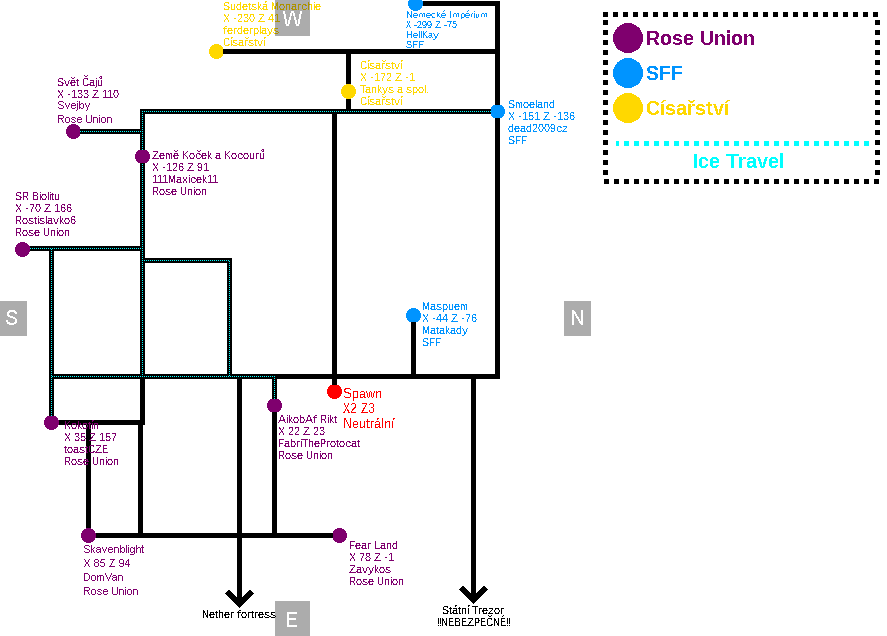 Sudetská Monarchie
X -230 Z 41
ferderplays
Císařství
W
Německé Impérium
X -299 Z -75
HellKay
SFF
Císařství
X -172 Z -1
Tankys a spol.
Císařství
Svět Čajů
X -133 Z 110
Svejby
Rose Union
Smoeland
X -151 Z -136
dead2009cz
SFF
Země Koček a Kocourů
X -126 Z 91
111Maxicek11
Rose Union
SR Biolitu
X -70 Z 166
Rostislavko6
Rose Union
S
N
Maspuem
X -44 Z -76
Matakady
SFF
Spawn
X2 Z3
Neutrální
X 35 Z 157
Rose Union
AikobAf Rikt
X 22 Z 23
FabriTheProtocat
Rose Union
Skavenblight
X 85 Z 94
DomVan
Rose Union
Fear Land
X 78 Z -1
Zavykos
Rose Union
Nether fortress
E
Státní Trezor
!!NEBEZPEČNÉ!!
Rose Union
SFF
Císařství
Ice Travel